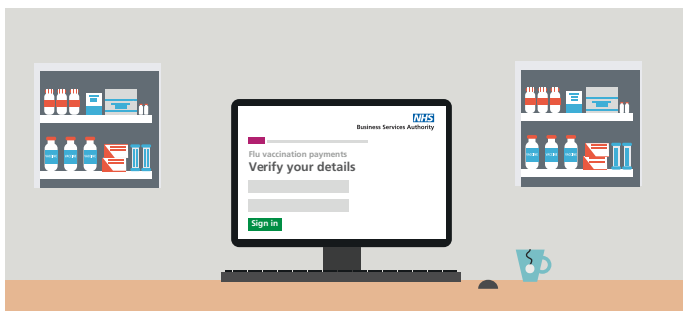 NHS
Business Services Authority
Flu vaccination payments
Verify your details
Sign in